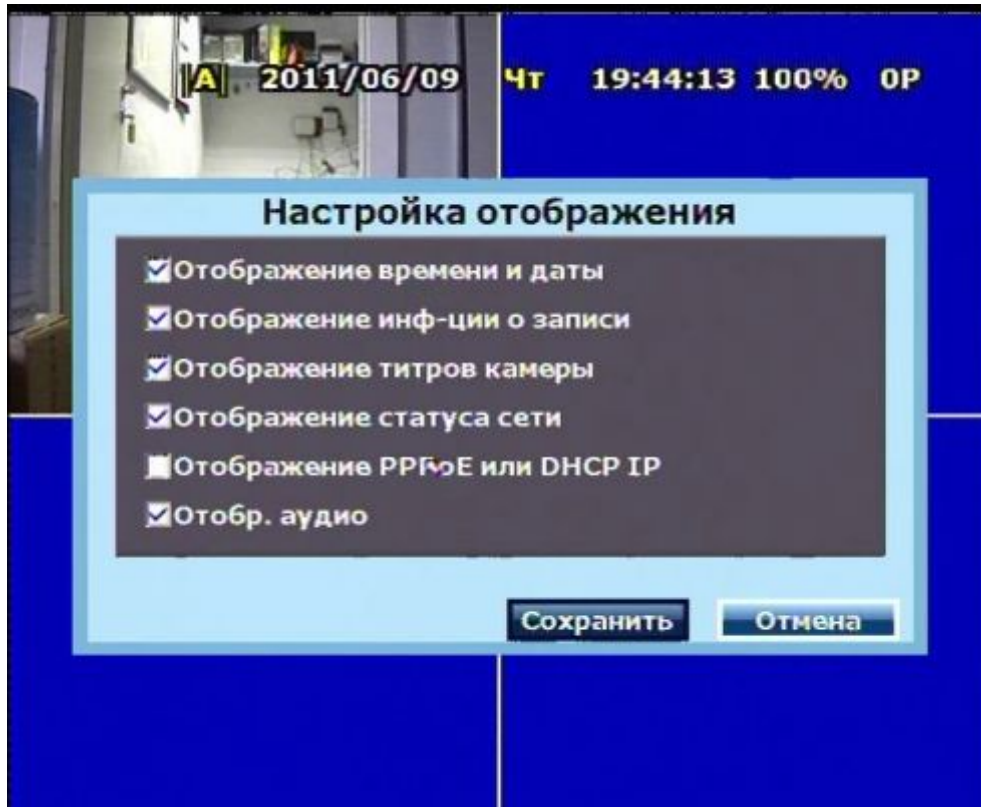 |A| 2011/06/09 Чт 19:44:13 100% 0P
Настройка отображения
Отображение времени и даты
Отображение инф-ции о записи
Отображение титров камеры
Отображение статуса сети
Отображение PPPoE или DHCP IP
Отобр. аудио
Сохранить Отмена